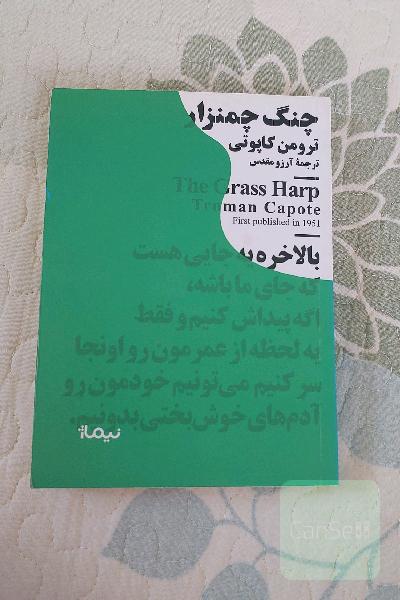 چنگ چمنزار
ترومن کاپوتی
ترجمهٔ آرزو مقدس
The Grass Harp
Truman Capote
First published in 1951
بالاخره یه جایی هست
که جای ما باشه،
اگه پیداش کنیم و فقط
یه لحظه از عمرمون رو اونجا
سر کنیم می‌تونیم خودمون رو
آدم‌های خوش‌بختی بدونیم.
نیماژ
CanSell